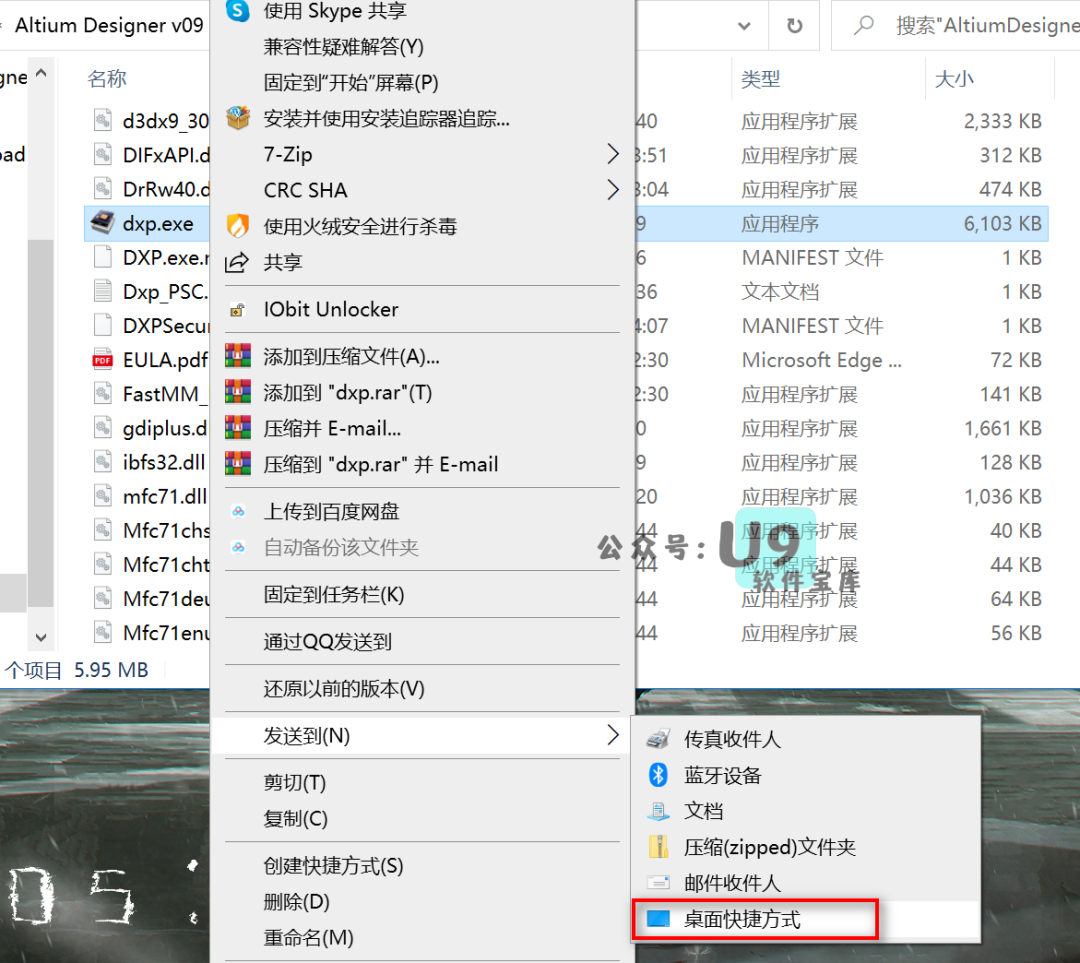 Altium Designer v09
搜索"AltiumDesigne
名称
类型
大小
d3dx9_30
40
应用程序扩展
2,333 KB
DIFxAPI.d
3:51
应用程序扩展
312 KB
DrRw40.d
3:04
应用程序扩展
474 KB
dxp.exe
9
应用程序
6,103 KB
DXP.exe.r
6
MANIFEST 文件
1 KB
Dxp_PSC.
36
文本文档
1 KB
DXPSecur
4:07
MANIFEST 文件
1 KB
EULA.pdf
2:30
Microsoft Edge ...
72 KB
FastMM_
2:30
应用程序扩展
141 KB
gdiplus.d
0
应用程序扩展
1,661 KB
ibfs32.dll
9
应用程序扩展
128 KB
mfc71.dll
20
应用程序扩展
1,036 KB
Mfc71chs
44
应用程序扩展
40 KB
Mfc71cht
44
应用程序扩展
44 KB
Mfc71deu
44
应用程序扩展
64 KB
Mfc71enu
44
应用程序扩展
56 KB
个项目
5.95 MB
使用 Skype 共享
兼容性疑难解答(Y)
固定到"开始"屏幕(P)
安装并使用安装追踪器追踪...
7-Zip
CRC SHA
使用火绒安全进行杀毒
共享
IObit Unlocker
添加到压缩文件(A)...
添加到 "dxp.rar"(T)
压缩并 E-mail...
压缩到 "dxp.rar" 并 E-mail
上传到百度网盘
自动备份该文件夹
固定到任务栏(K)
通过QQ发送到
还原以前的版本(V)
发送到(N)
剪切(T)
复制(C)
创建快捷方式(S)
删除(D)
重命名(M)
传真收件人
蓝牙设备
文档
压缩(zipped)文件夹
邮件收件人
桌面快捷方式
公众号:U9
软件宝库
05: